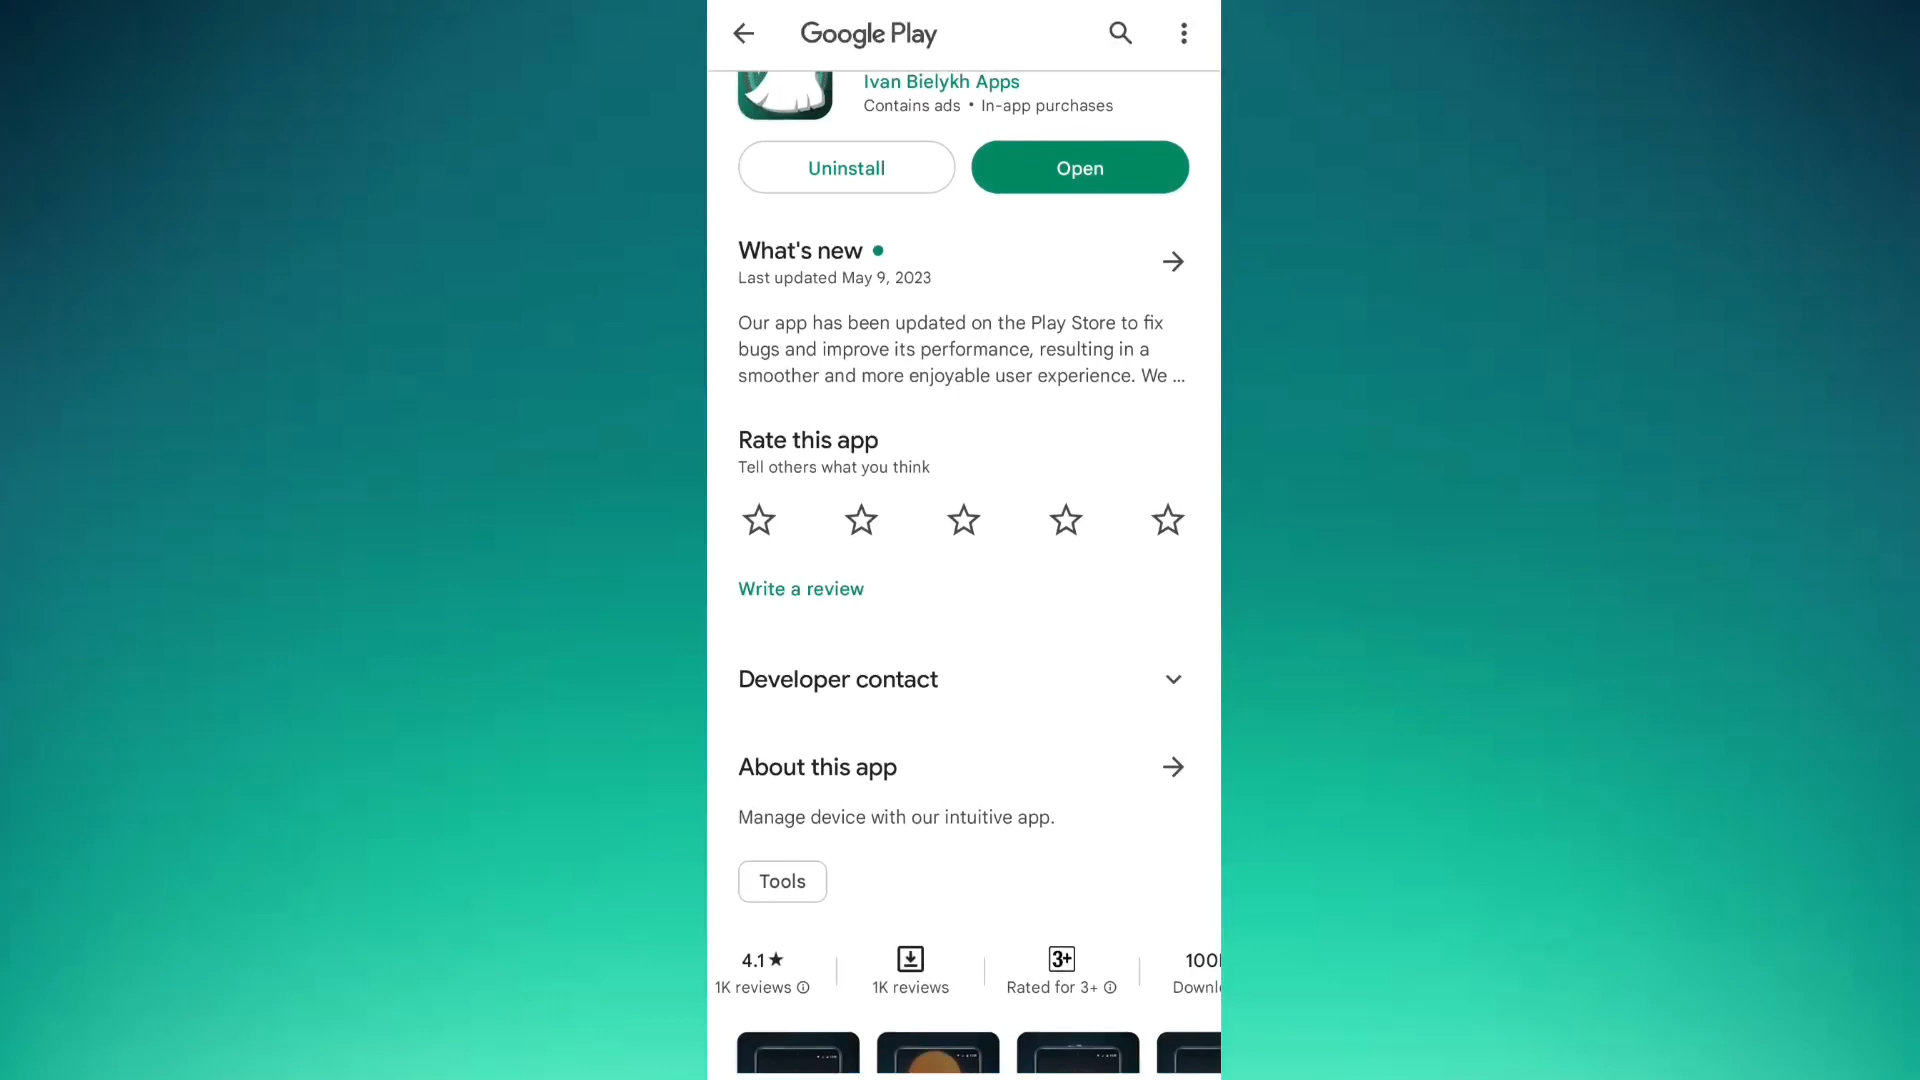 Google Play
Ivan Bielykh Apps
Contains ads • In-app purchases
Uninstall
Open
What's new
Last updated May 9, 2023
Our app has been updated on the Play Store to fix
bugs and improve its performance, resulting in a
smoother and more enjoyable user experience. We ...
Rate this app
Tell others what you think
Write a review
Developer contact
About this app
Manage device with our intuitive app.
Tools
4.1★
1K reviews
1K reviews
3+
Rated for 3+
100
Downl